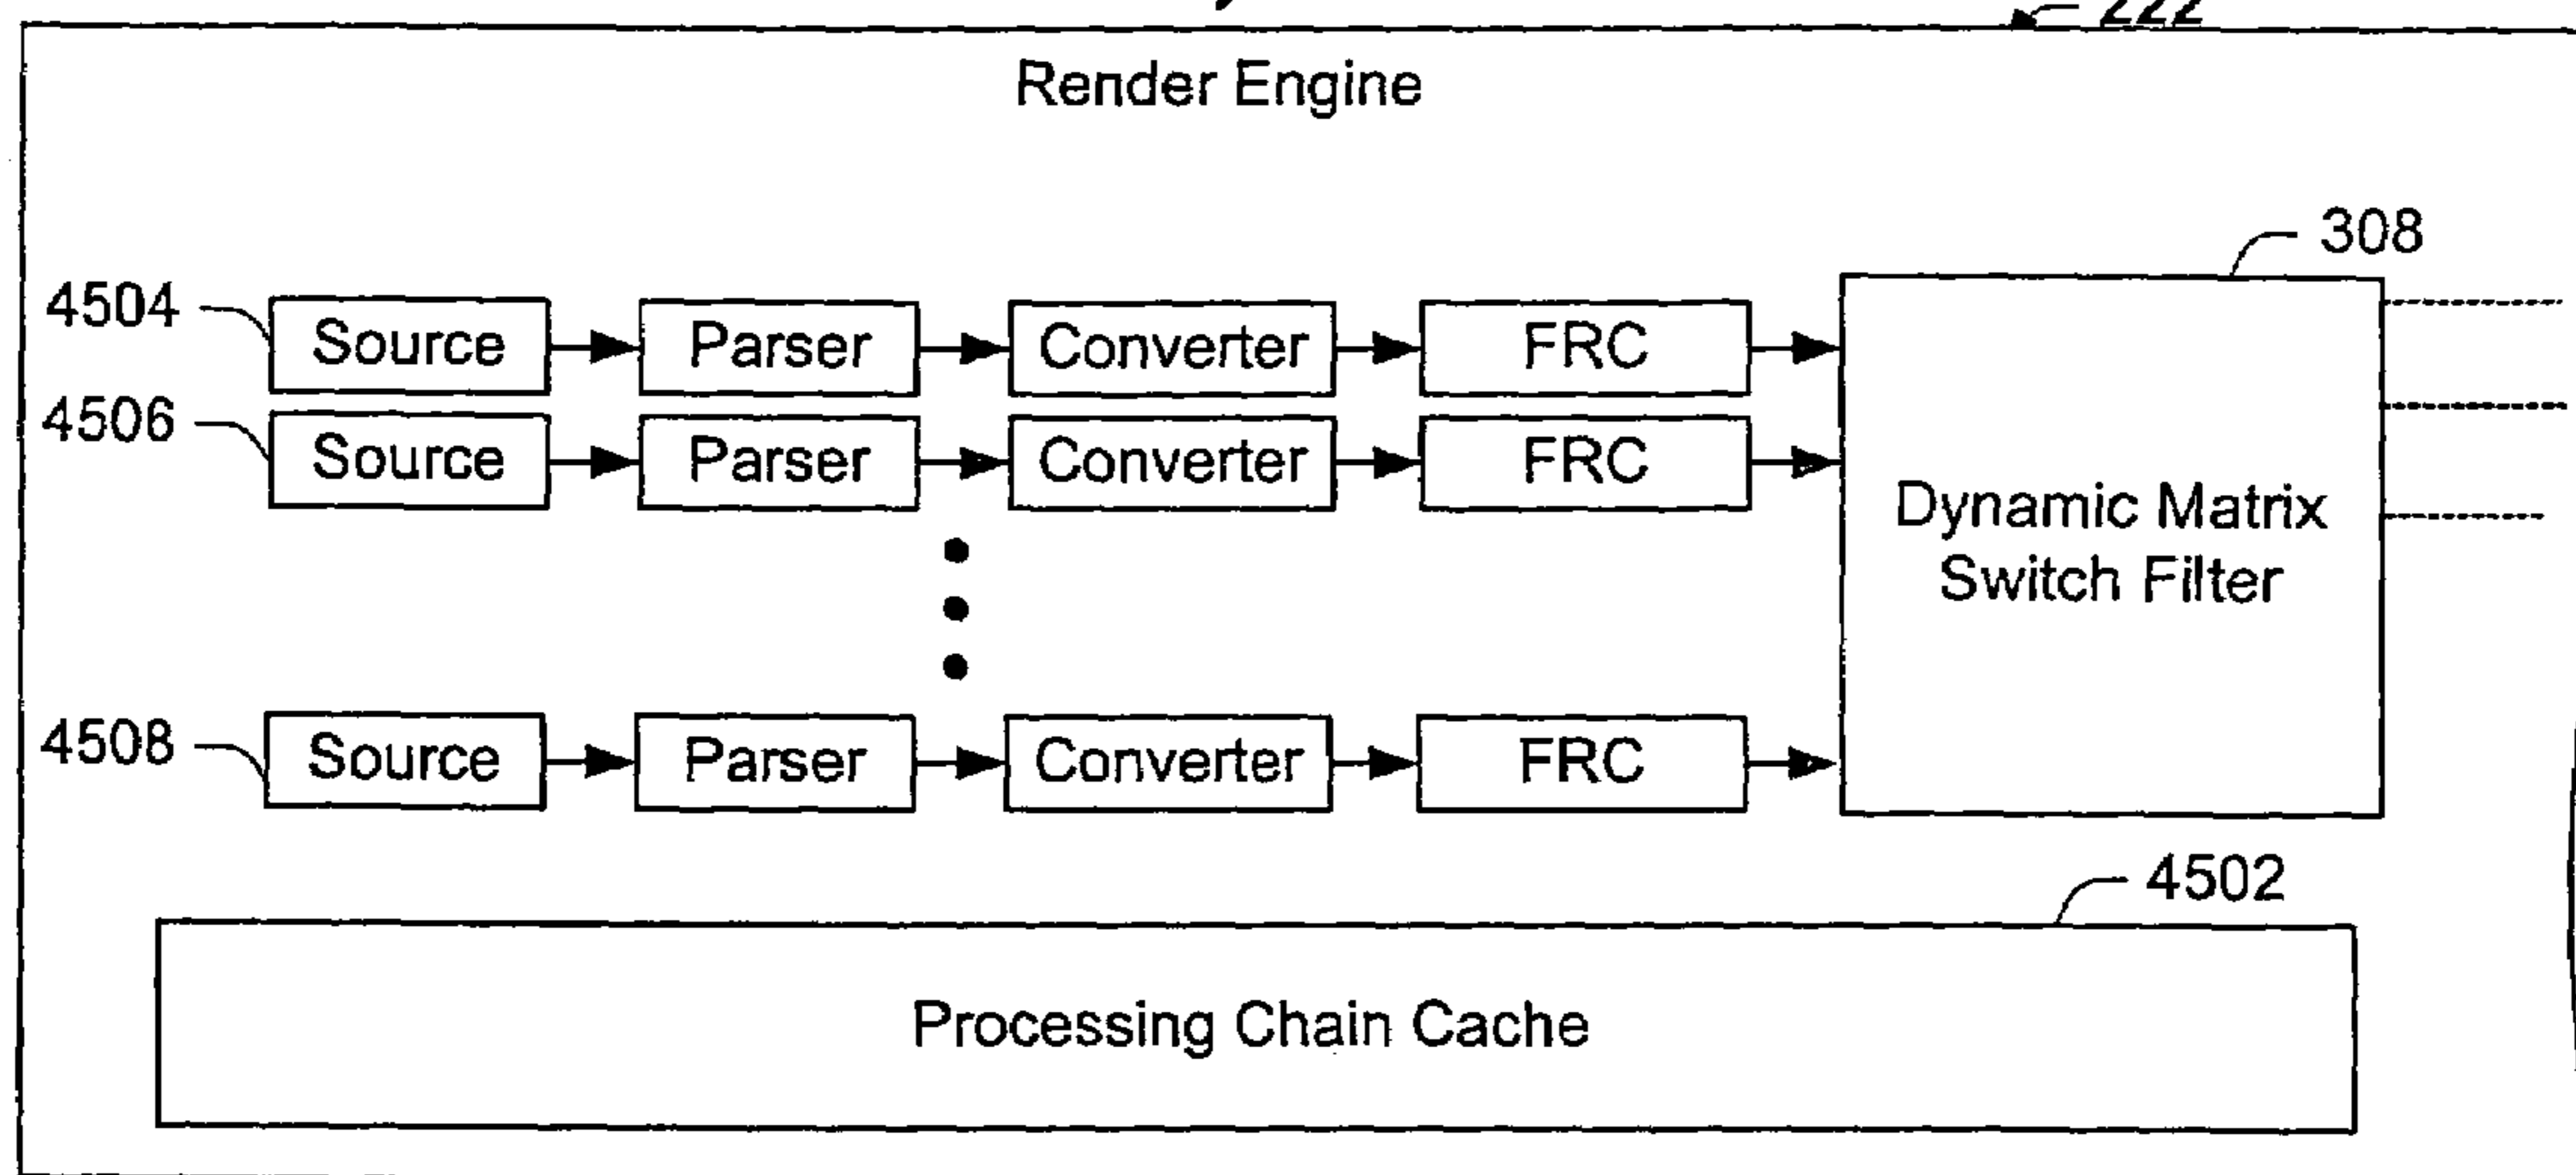 222
Render Engine
308
4504 Source Parser Converter FRC
4506 Source Parser Converter FRC
Dynamic Matrix
Switch Filter
4508 Source Parser Converter FRC
4502
Processing Chain Cache